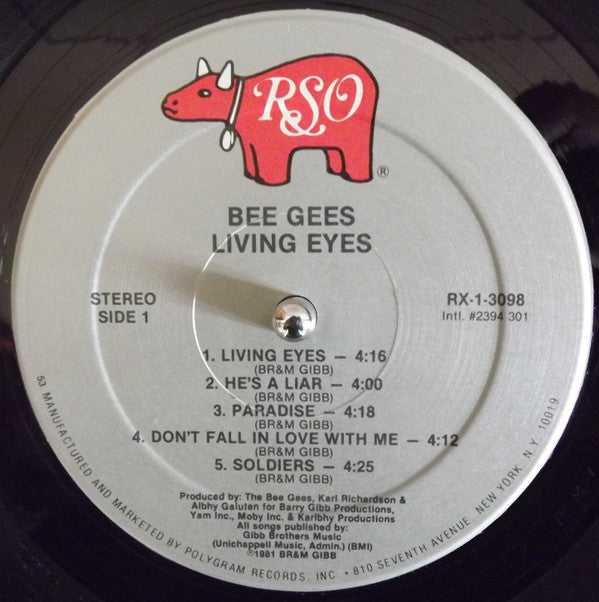 RSO
®
BEE GEES
LIVING EYES
STEREO
SIDE 1
RX-1-3098
Intl. #2394 301
1. LIVING EYES — 4:16
(BR&M GIBB)
2. HE'S A LIAR — 4:00
(BR&M GIBB)
3. PARADISE — 4:18
(BR&M GIBB)
4. DON'T FALL IN LOVE WITH ME — 4:12
(BR&M GIBB)
5. SOLDIERS — 4:25
(BR&M GIBB)
Produced by: The Bee Gees, Karl Richardson &
Albhy Galuten for Barry Gibb Productions,
Yam Inc., Moby Inc. & Karlbhy Productions
All songs published by:
Gibb Brothers Music
(Unichappell Music, Admin.) (BMI)
℗1981 BR&M GIBB
53 MANUFACTURED AND MARKETED BY POLYGRAM RECORDS, INC • 810 SEVENTH AVENUE, NEW YORK, N.Y. 10019